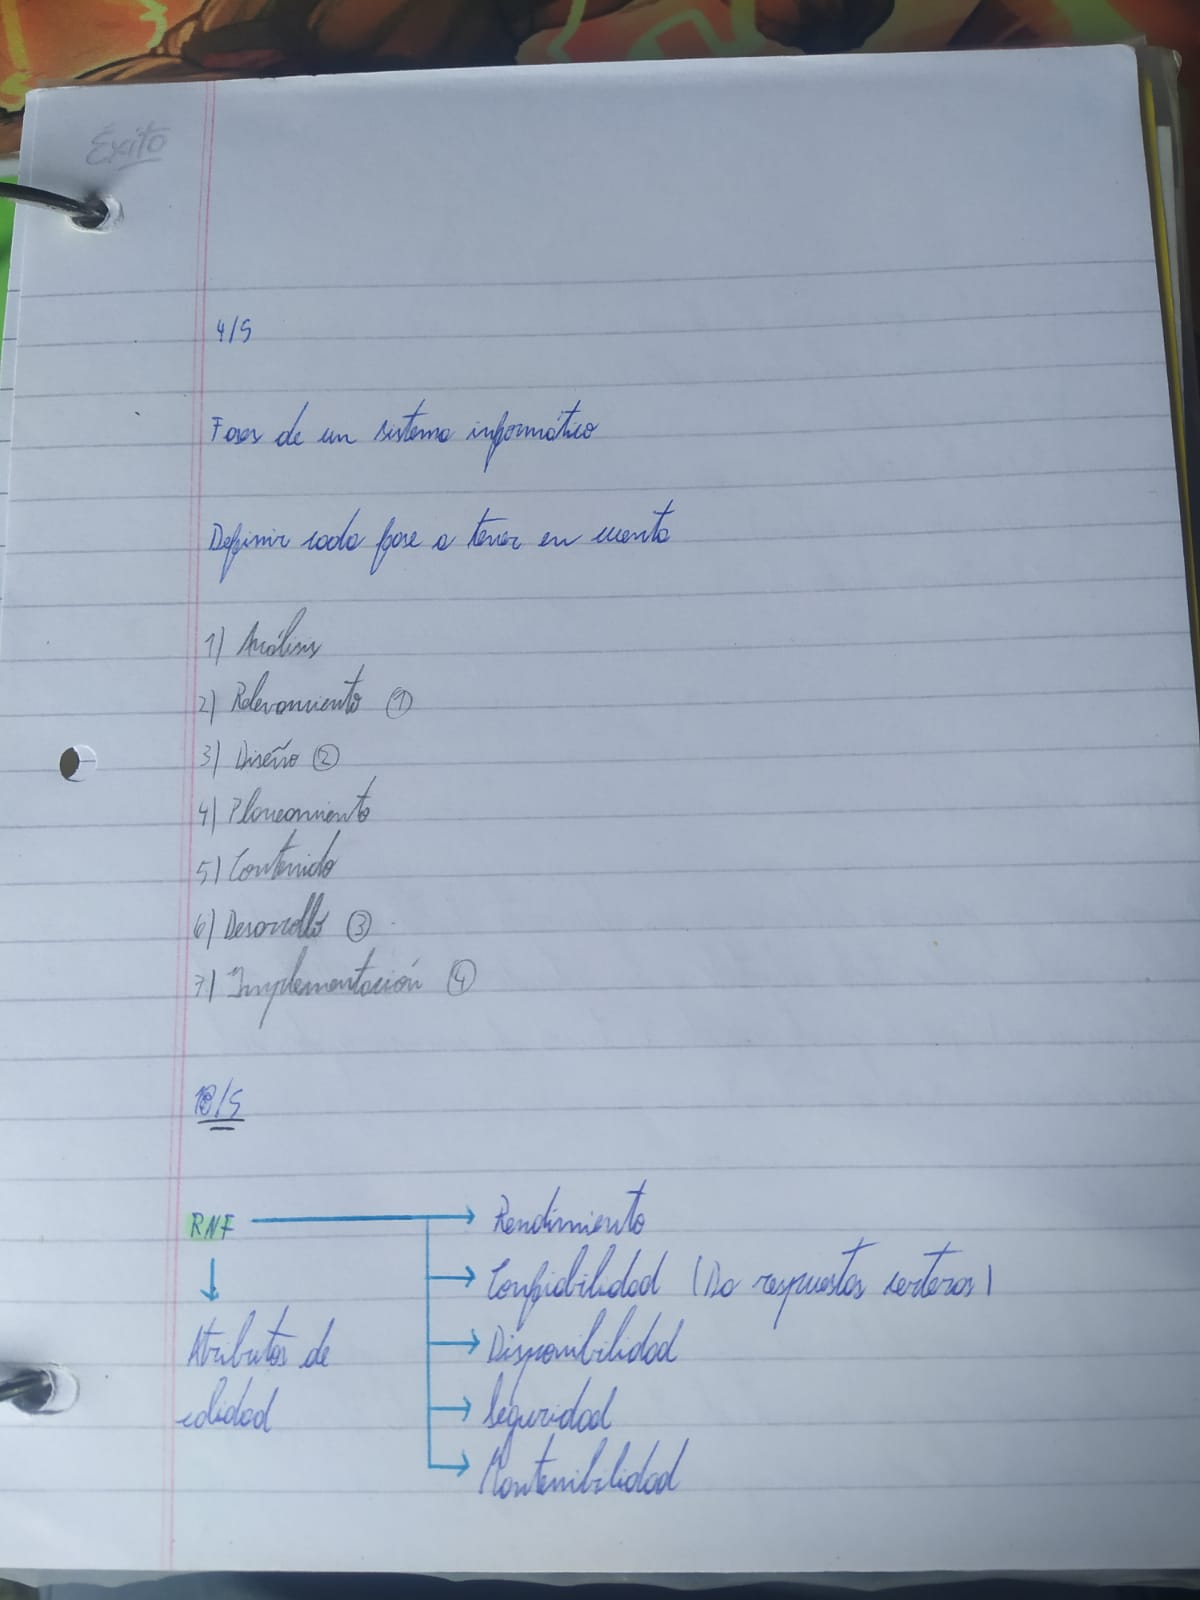 Éxito
4/5
Fases de un sistema informático
Definir cada fase a tener en cuenta
1) Análisis
2) Relevamiento ①
3) Diseño ②
4) Planeamiento
5) Contenido
6) Desarrollo ③
7) Implementación ④
/5
RNF → Rendimiento
→ Confiabilidad (Da respuestas certeras)
↓
Atributos de
calidad
→ Disponibilidad
→ Seguridad
→ Mantenibilidad